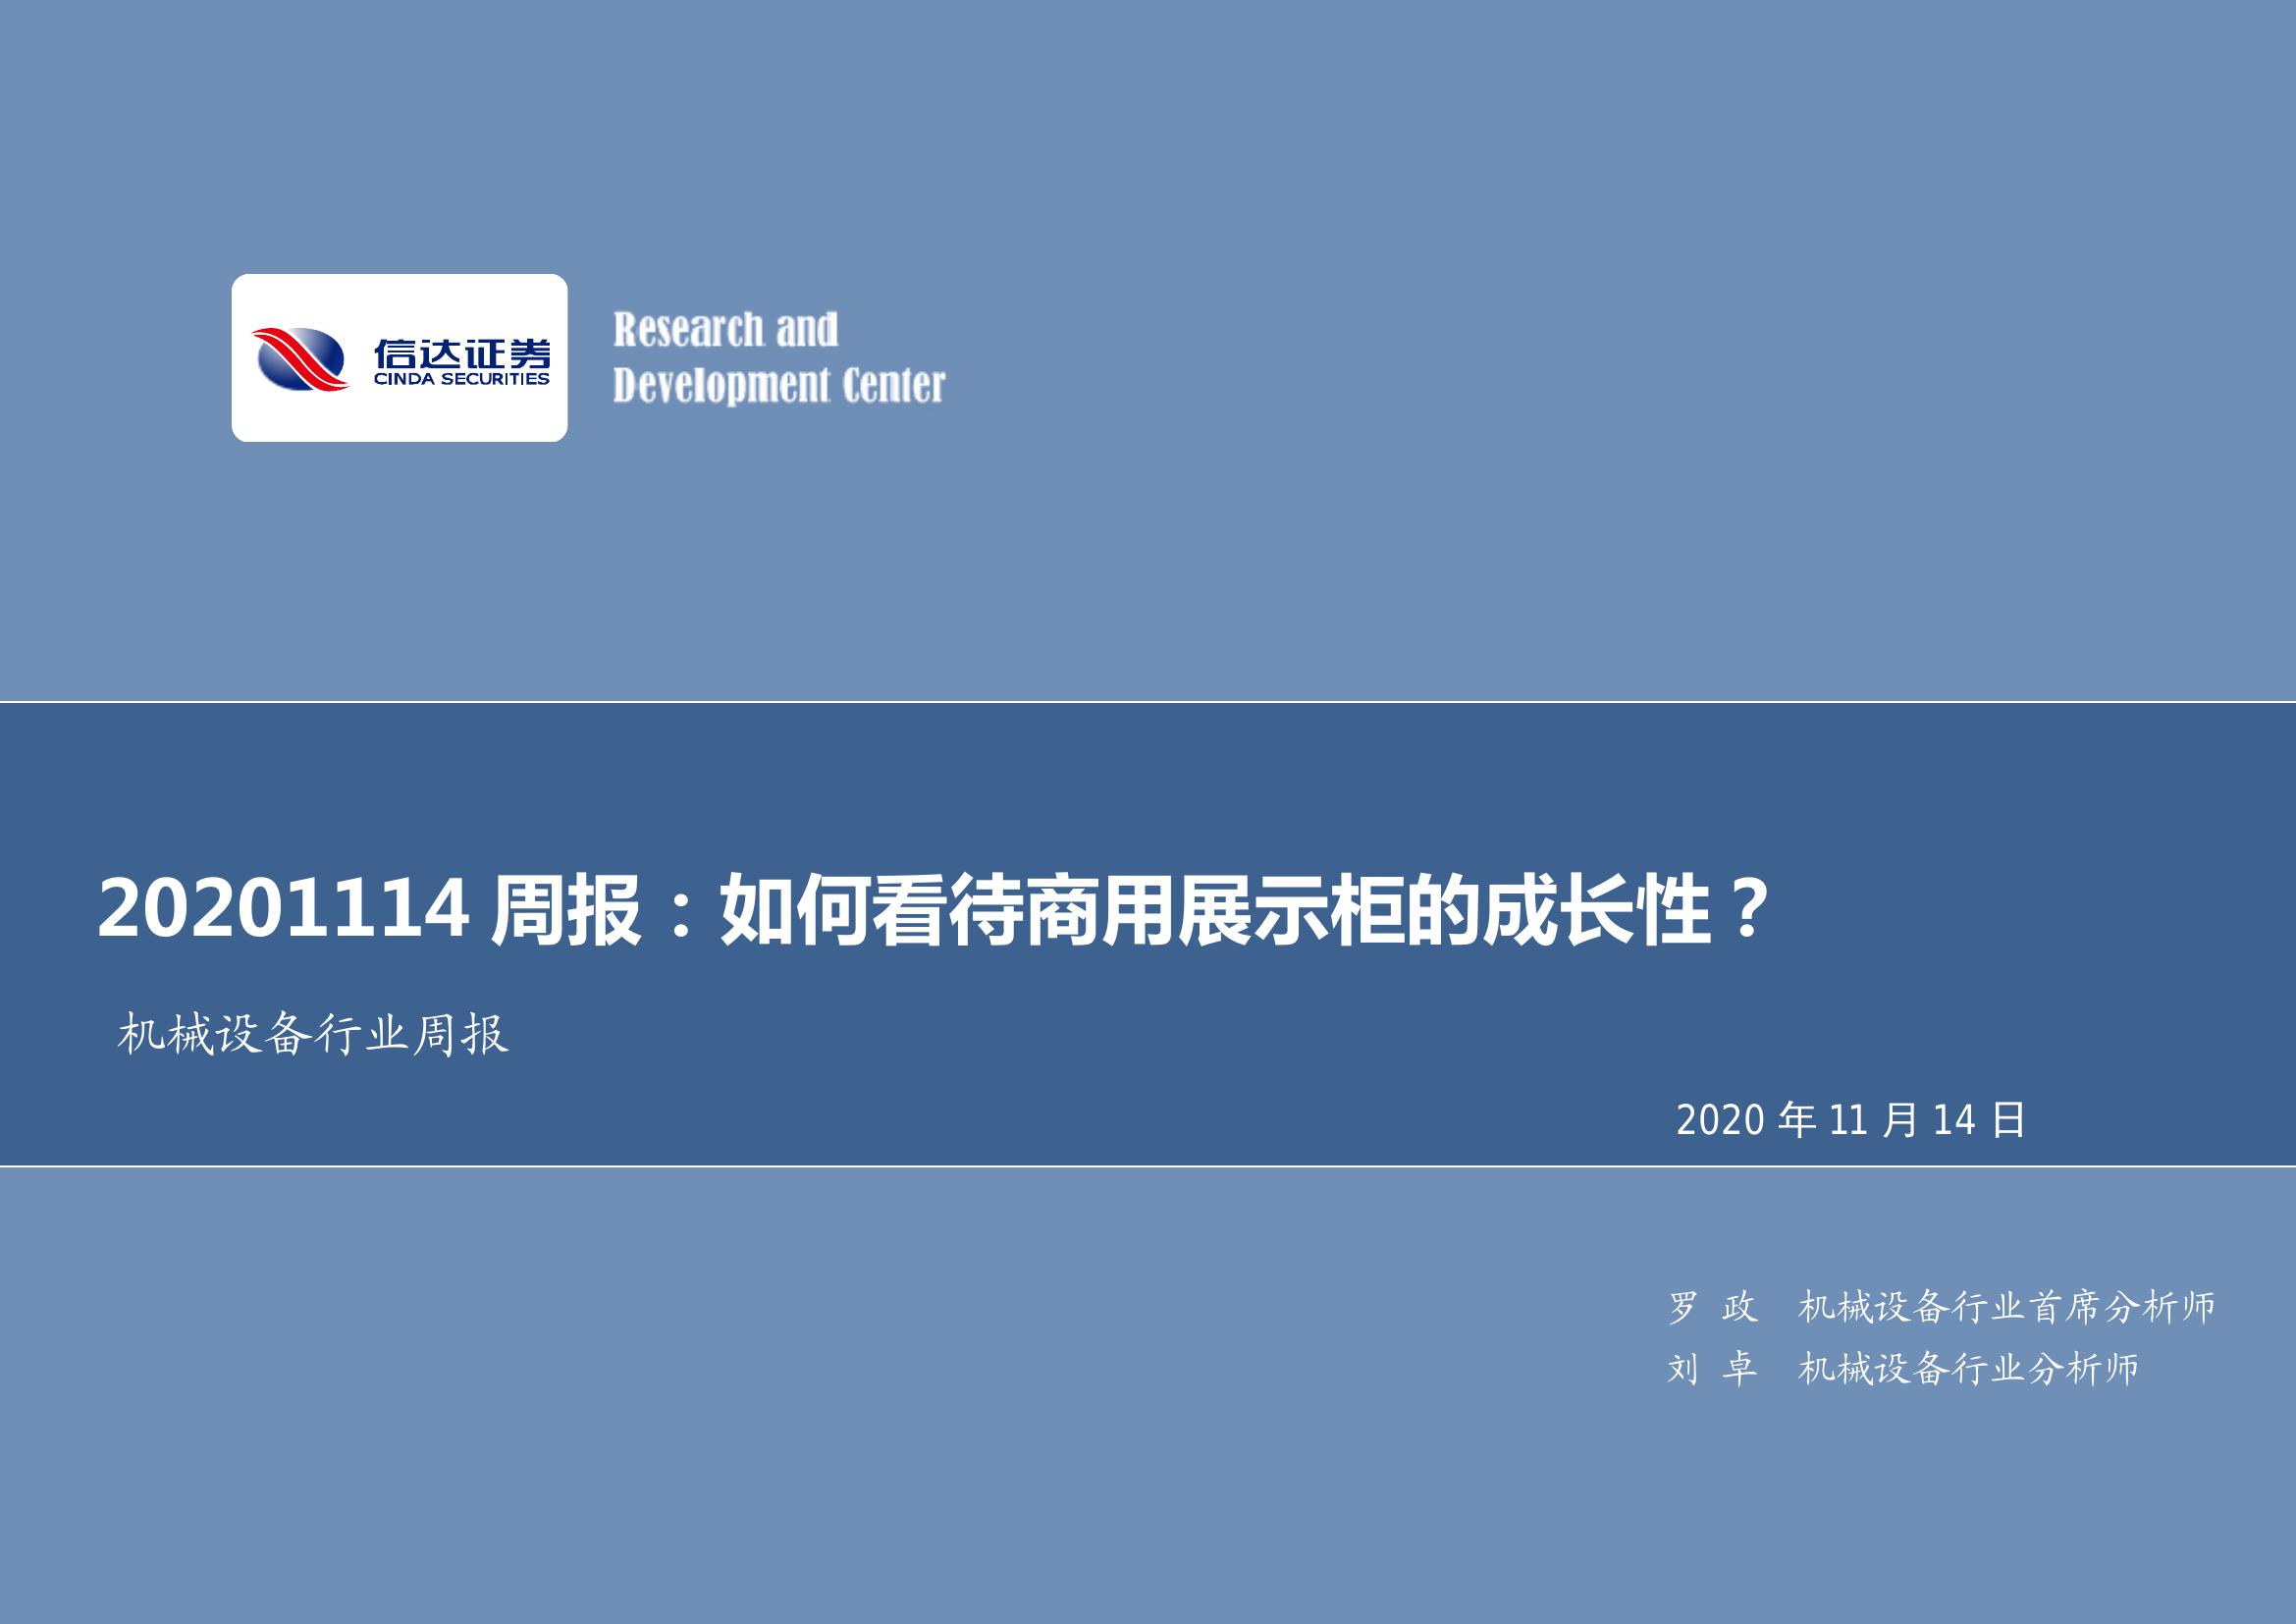 信达证券
CINDA SECURITIES
Research and
Development Center
20201114 周报：如何看待商用展示柜的成长性？
机械设备行业周报
2020 年 11 月 14 日
罗 政 机械设备行业首席分析师
刘 卓 机械设备行业分析师